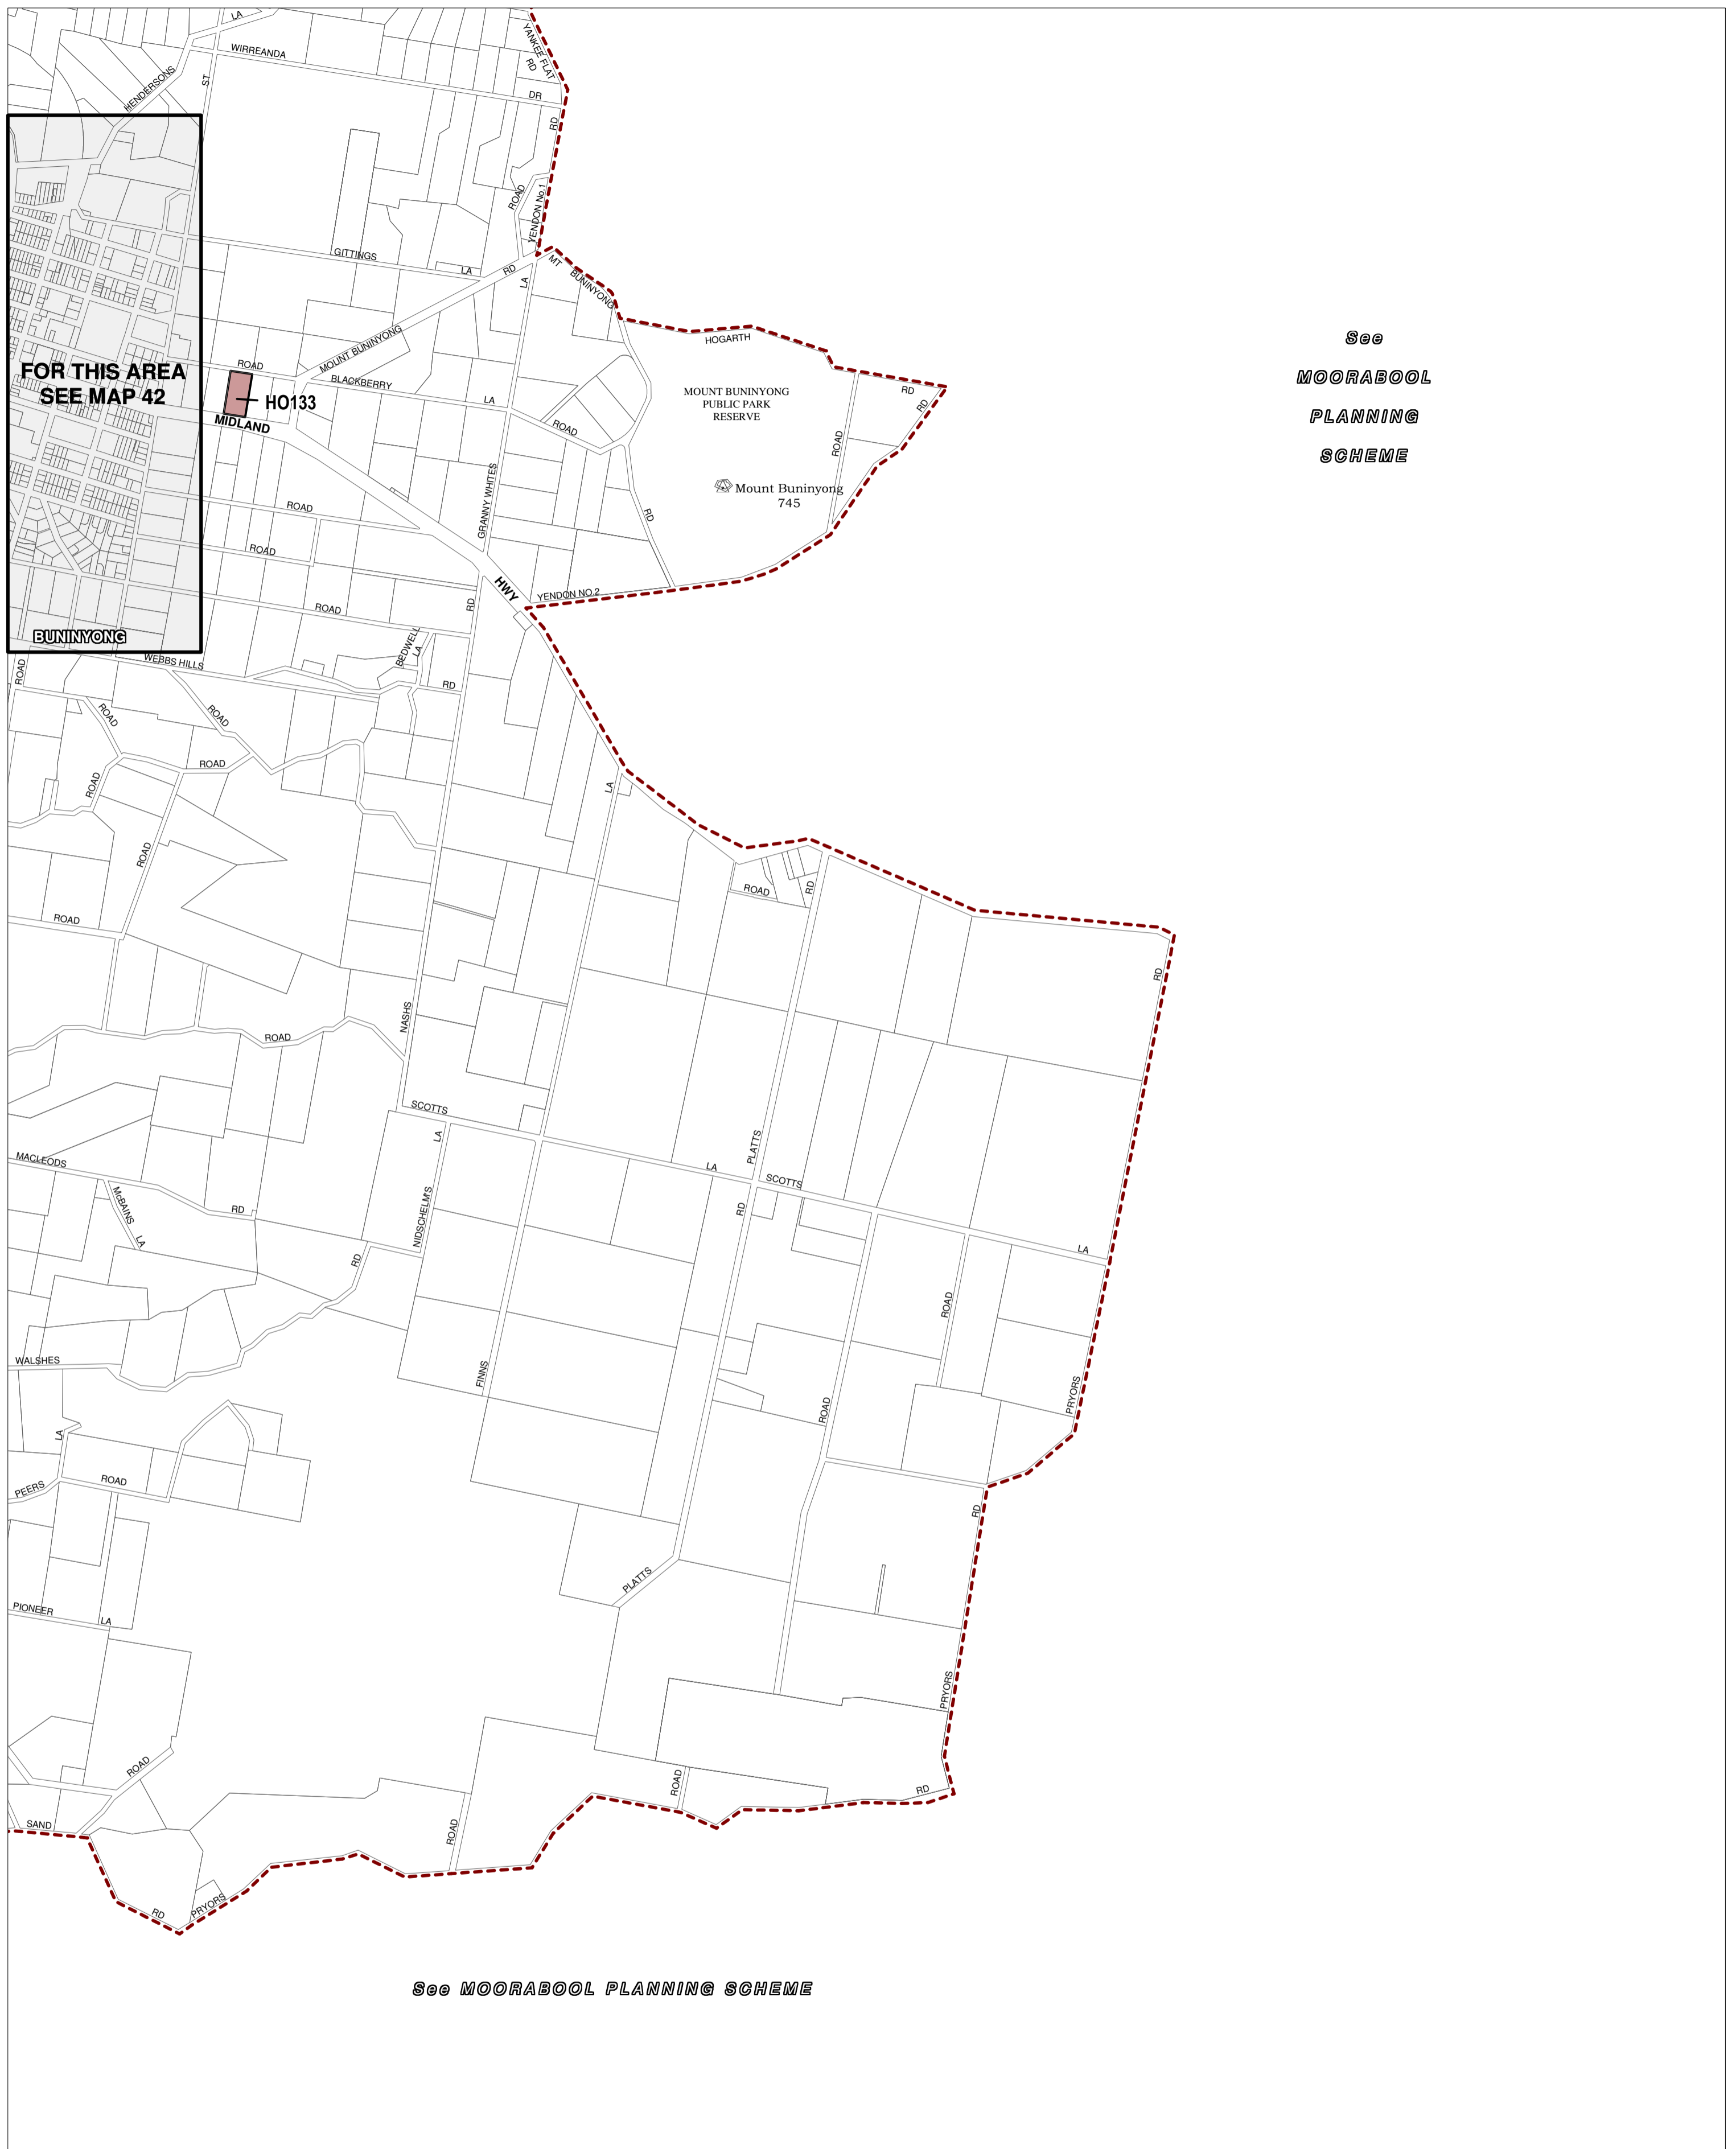 LA
YANKEE FLAT
RD
WIRREANDA
HENDERSONS
ST
DR
RD
ROAD
YENDON No.1
GITTINGS
LA
RD
LA
MT
BUNINYONG
HOGARTH
RD
RD
ROAD
MOUNT BUNINYONG
ROAD
BLACKBERRY
LA
ROAD
FOR THIS AREA
SEE MAP 42
HO133
MIDLAND
MOUNT BUNINYONG
PUBLIC PARK
RESERVE
See
MOORABOOL
PLANNING
SCHEME
Mount Buninyong
745
GRANNY WHITES
RD
ROAD
ROAD
HWY
YENDON NO.2
ROAD
RD
BEDWELL
LA
BUNINYONG
WEBBS HILLS
RD
ROAD
ROAD
ROAD
ROAD
ROAD
LA
ROAD
ROAD
RD
ROAD
RD
NASHS
ROAD
SCOTTS
LA
PLATTS
LA
SCOTTS
MACLEODS
McBAINS
LA
RD
NIDSCHELM'S
RD
RD
LA
ROAD
WALSHES
FINNS
ROAD
PRYORS
LA
PEERS
ROAD
RD
PLATTS
PIONEER
LA
PRYORS
ROAD
ROAD
RD
SAND
ROAD
RD
PRYORS
See MOORABOOL PLANNING SCHEME